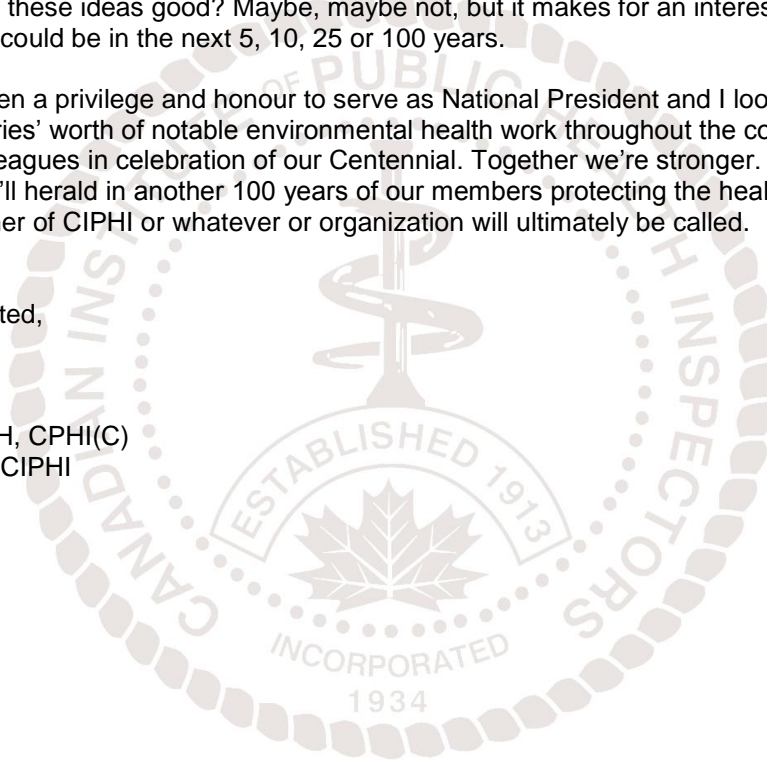 these ideas good? Maybe, maybe not, but it makes for an interes
could be in the next 5, 10, 25 or 100 years.
en a privilege and honour to serve as National President and I loo
ries’ worth of notable environmental health work throughout the co
leagues in celebration of our Centennial. Together we’re stronger.
’ll herald in another 100 years of our members protecting the heal
ner of CIPHI or whatever or organization will ultimately be called.
ted,
H, CPHI(C)
CIPHI
CANADIAN INSTITUTE OF PUBLIC HEALTH INSPECTORS
ESTABLISHED 1913
INCORPORATED
1934